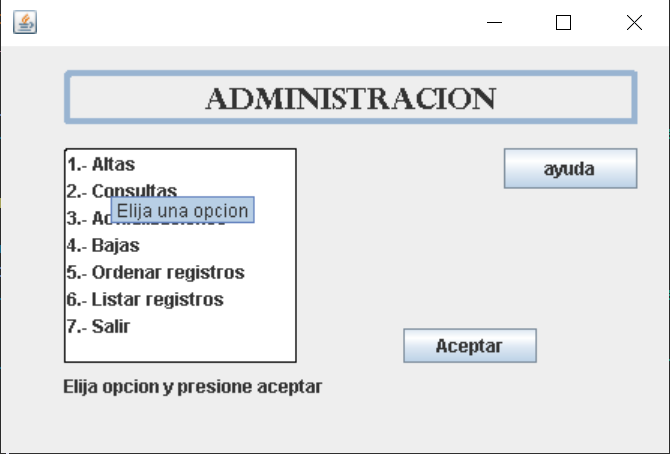 ADMINISTRACION
1.- Altas
ayuda
2.- Consultas
Elija una opcion
3.-
4.- Bajas
5.- Ordenar registros
6.- Listar registros
7.- Salir
Aceptar
Elija opcion y presione aceptar